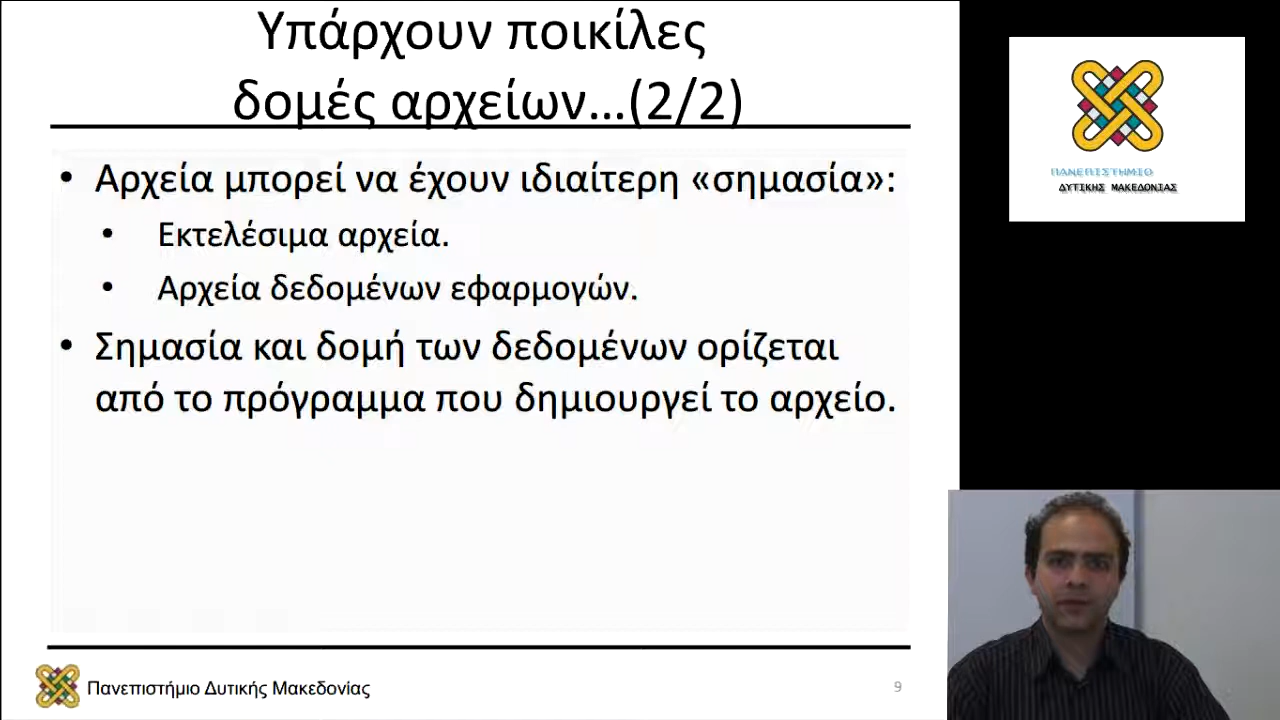 Υπάρχουν ποικίλες
δομές αρχείων...(2/2)
• Αρχεία μπορεί να έχουν ιδιαίτερη «σημασία»:
• Εκτελέσιμα αρχεία.
• Αρχεία δεδομένων εφαρμογών.
• Σημασία και δομή των δεδομένων ορίζεται
από το πρόγραμμα που δημιουργεί το αρχείο.
Πανεπιστήμιο Δυτικής Μακεδονίας
9
ΠΑΝΕΠΙΣΤΗΜΙΟ
ΔΥΤΙΚΗΣ ΜΑΚΕΔΟΝΙΑΣ